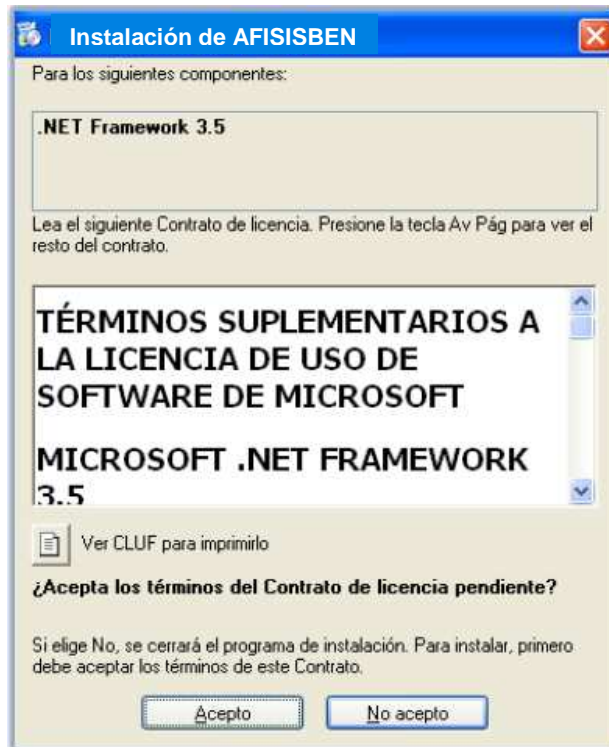 Instalación de AFISISBEN
Para los siguientes componentes:
.NET Framework 3.5
Lea el siguiente Contrato de licencia. Presione la tecla Av Pág para ver el
resto del contrato.
TÉRMINOS SUPLEMENTARIOS A
LA LICENCIA DE USO DE
SOFTWARE DE MICROSOFT
MICROSOFT .NET FRAMEWORK
3.5
Ver CLUF para imprimirlo
¿Acepta los términos del Contrato de licencia pendiente?
Si elige No, se cerrará el programa de instalación. Para instalar, primero
debe aceptar los términos de este Contrato.
Acepto
No acepto